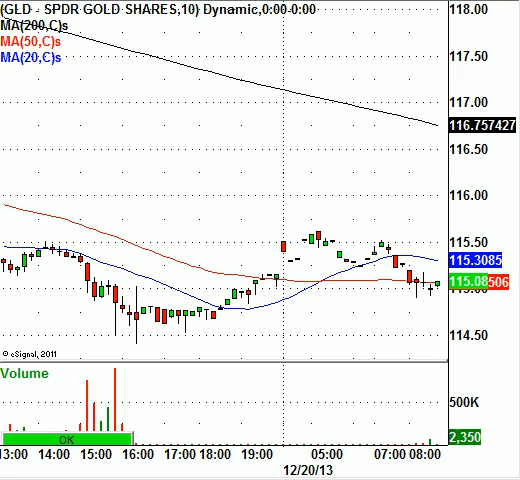 (GLD - SPDR GOLD SHARES,10) Dynamic,0:00-0:00
MA(200,C)s
MA(50,C)s
MA(20,C)s
118.00
117.50
117.00
116.757427
116.50
116.00
115.50
115.3085
115.08506
115.00
114.50
© eSignal, 2011
Volume
500K
2,350
OK
13:00 14:00 15:00 16:00 17:00 18:00 19:00 05:00 07:00 08:00
12/20/13